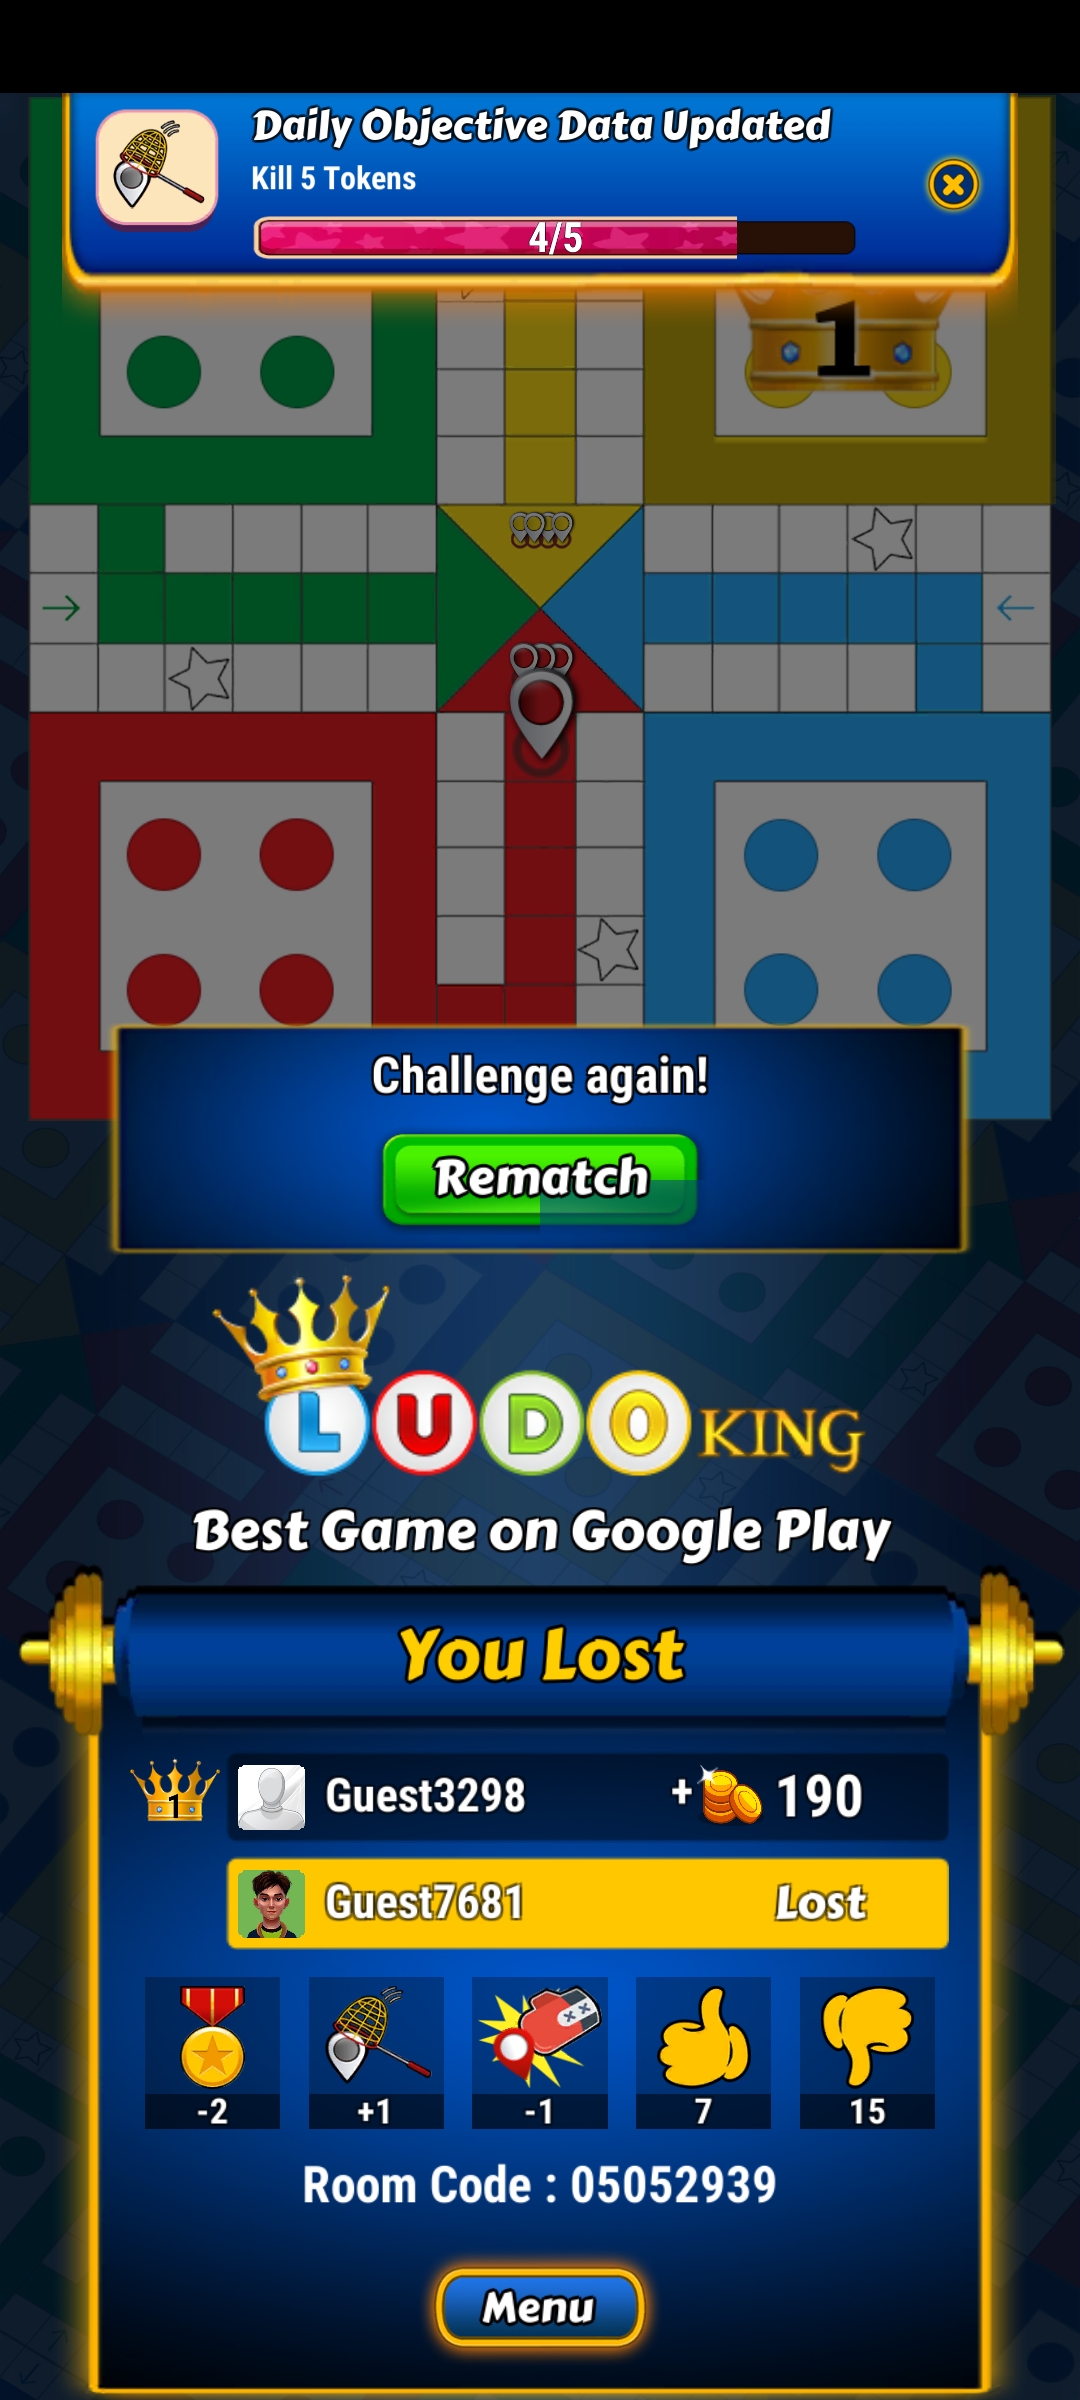 Daily Objective Data Updated
Kill 5 Tokens
4/5
1
Challenge again!
Rematch
LUDO KING
Best Game on Google Play
You Lost
1 Guest3298 + 190
Guest7681 Lost
-2 +1 -1 7 15
Room Code : 05052939
Menu